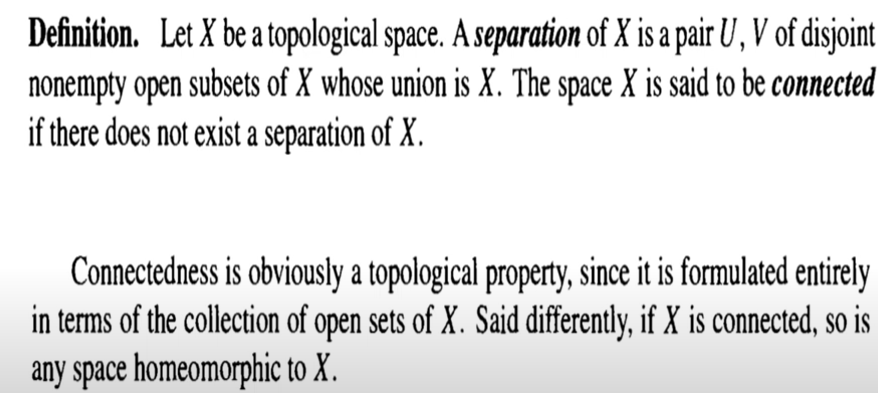 Definition. Let X be a topological space. A separation of X is a pair U, V of disjoint
nonempty open subsets of X whose union is X. The space X is said to be connected
if there does not exist a separation of X.
Connectedness is obviously a topological property, since it is formulated entirely
in terms of the collection of open sets of X. Said differently, if X is connected, so is
any space homeomorphic to X.